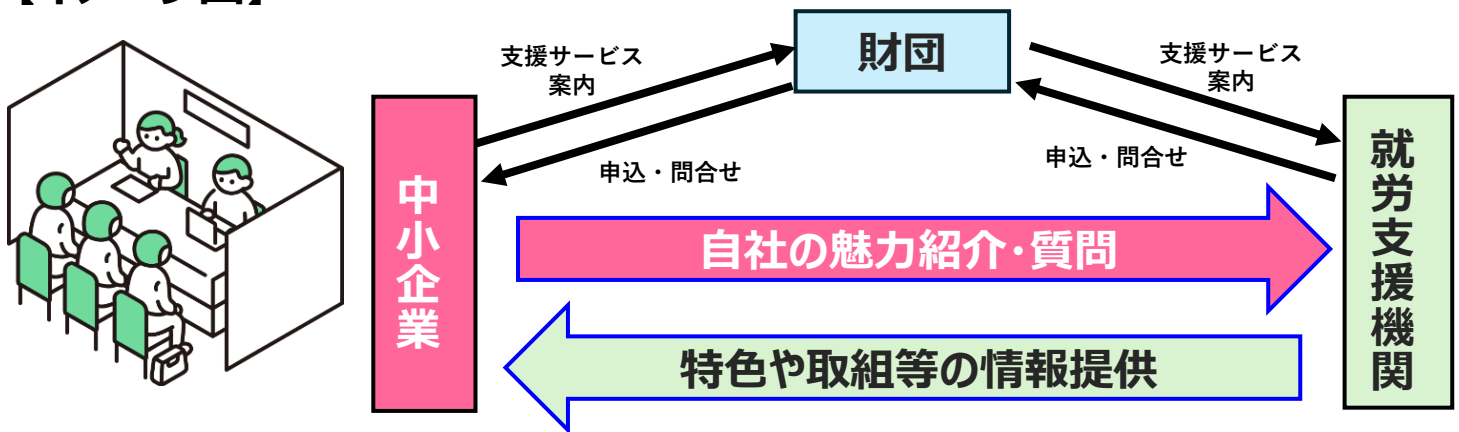 財団
支援サービス
案内
支援サービス
案内
申込・問合せ
申込・問合せ
中小企業
就労支援機関
自社の魅力紹介・質問
特色や取組等の情報提供